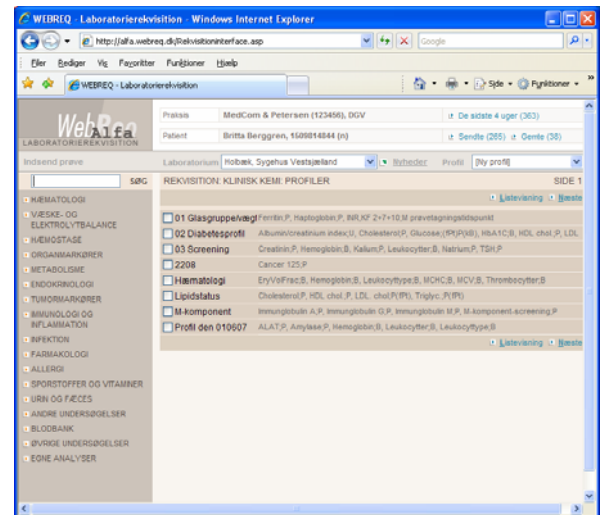 WEBREQ - Laboratorierekvisition - Windows Internet Explorer
http://alfa.webreq.dk/Rekvisitioninterface.asp
Google
Filer Rediger Vis Favoritter Funktioner Hjælp
WEBREQ - Laboratorierekvisition
Side Funktioner
WebReq
Alfa
LABORATORIEREKVISITION
Praksis MedCom & Petersen (123456), DGV De sidste 4 uger (363)
Patient Britta Berggren, 1509814844 (n) Sendte (265) Gemte (38)
Indsend prøve Laboratorium Holbæk, Sygehus Vestsjælland Nyheder Profil [Ny profil]
SØG REKVISITION: KLINISK KEMI: PROFILER SIDE 1
Listevisning Næste
HÆMATOLOGI
VÆSKE- OG
ELEKTROLYTBALANCE
HÆMOSTASE
ORGANMARKØRER
METABOLISME
ENDOKRINOLOGI
TUMORMARKØRER
IMMUNOLOGI OG
INFLAMMATION
INFEKTION
FARMAKOLOGI
ALLERGI
SPORSTOFFER OG VITAMINER
URIN OG FÆCES
ANDRE UNDERSØGELSER
BLODBANK
ØVRIGE UNDERSØGELSER
EGNE ANALYSER
01 Glasgruppe/vægt Ferritin;P, Haptoglobin;P, INR,KF 2+7+10;M prøvetagningstidspunkt
02 Diabetesprofil Albumin/creatinium index;U, Cholesterol;P, Glucose;(fPt)P(kB), HbA1C;B, HDL chol.;P, LDL
03 Screening Creatinin;P, Hemoglobin;B, Kalium;P, Leukocytter;B, Natrium;P, TSH;P
2208 Cancer 125;P
Hæmatologi EryVolFrac;B, Hemoglobin;B, Leukocyttype;B, MCHC;B, MCV;B, Thrombocytter;B
Lipidstatus Cholesterol;P, HDL chol.;P, LDL. chol;P(fPt), Triglyc.;P(fPt)
M-komponent Immunglobulin A;P, Immunglobulin G;P, Immunglobulin M;P, M-komponent-screening;P
Profil den 010607 ALAT;P, Amylase;P, Hemoglobin;B, Leukocytter;B, Leukocyttype;B
Listevisning Næste